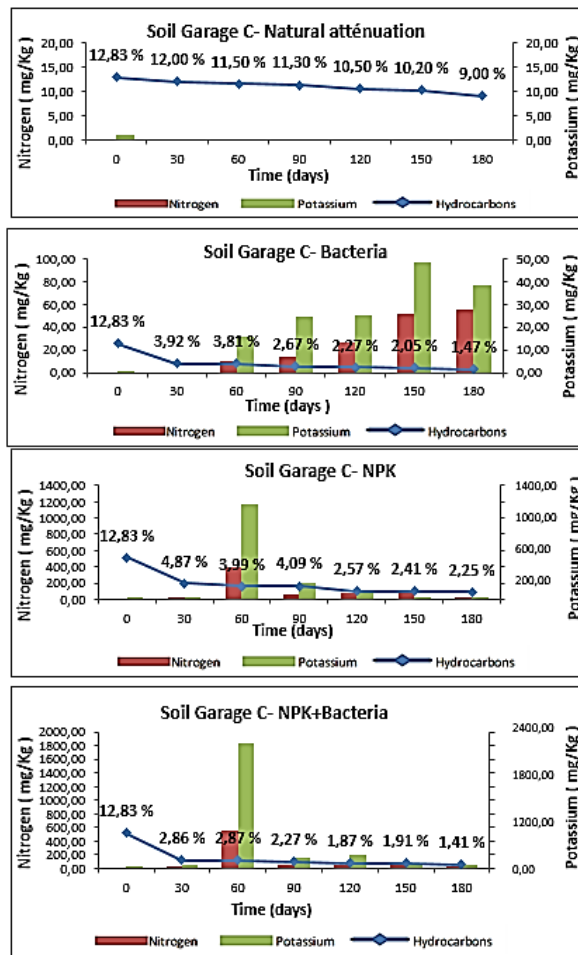 Soil Garage C- Natural atténuation
20,00 12,83 % 12,00 % 11,50 % 11,30 % 10,50 % 10,20 % 9,00 % 20,00
15,00 15,00
10,00 10,00
5,00 5,00
0,00 0,00
Nitrogen ( mg/Kg )
Potassium ( mg/Kg )
0 30 60 90 120 150 180
Time (days)
Nitrogen Potassium Hydrocarbons
Soil Garage C- Bacteria
100,00 50,00
80,00 40,00
60,00 30,00
40,00 20,00
20,00 10,00
0,00 0,00
12,83 % 3,92 % 3,81 % 2,67 % 2,27 % 2,05 % 1,47 %
Nitrogen ( mg/Kg )
Potassium ( mg/Kg )
0 30 60 90 120 150 180
Time (days )
Nitrogen Potassium Hydrocarbons
Soil Garage C- NPK
1400,00 1400,00
1200,00
1000,00 1000,00
800,00
600,00 600,00
400,00
200,00 200,00
0,00
12,83 % 4,87 % 3,99 % 4,09 % 2,57 % 2,41 % 2,25 %
Nitrogen ( mg/Kg )
Potassium ( mg/Kg )
0 30 60 90 120 150 180
Time (days)
Nitrogen Potassium Hydrocarbons
Soil Garage C- NPK+Bacteria
2000,00 2400,00
1800,00
1600,00 1800,00
1400,00
1200,00
1000,00 1200,00
800,00
600,00 600,00
400,00
200,00
0,00 0,00
12,83 % 2,86 % 2,87 % 2,27 % 1,87 % 1,91 % 1,41 %
Nitrogen ( mg/Kg )
Potassium ( mg/Kg )
0 30 60 90 120 150 180
Time (days)
Nitrogen Potassium Hydrocarbons